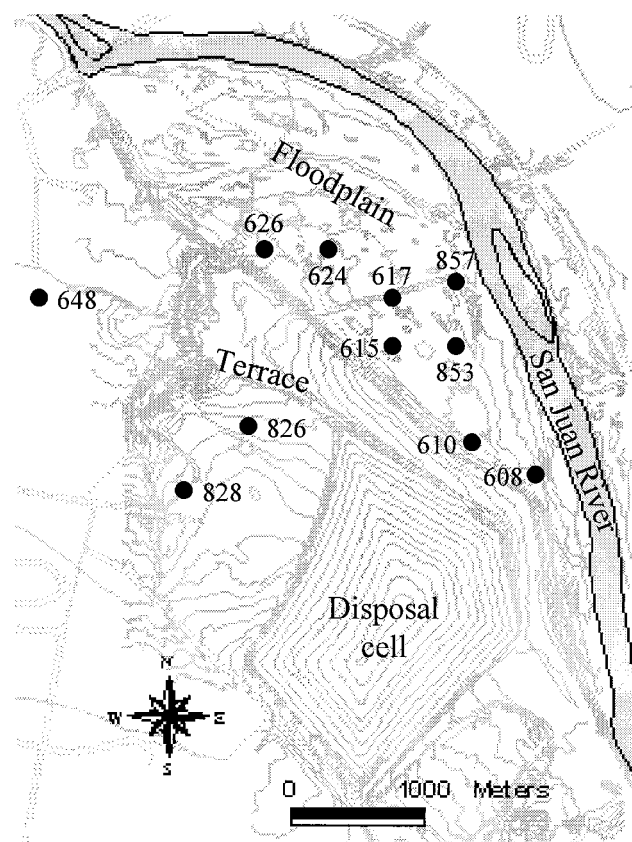 Floodplain
626
624
617
857
648
615
853
Terrace
San Juan River
826
610
608
828
Disposal
cell
N
W
E
S
0 1000 Meters